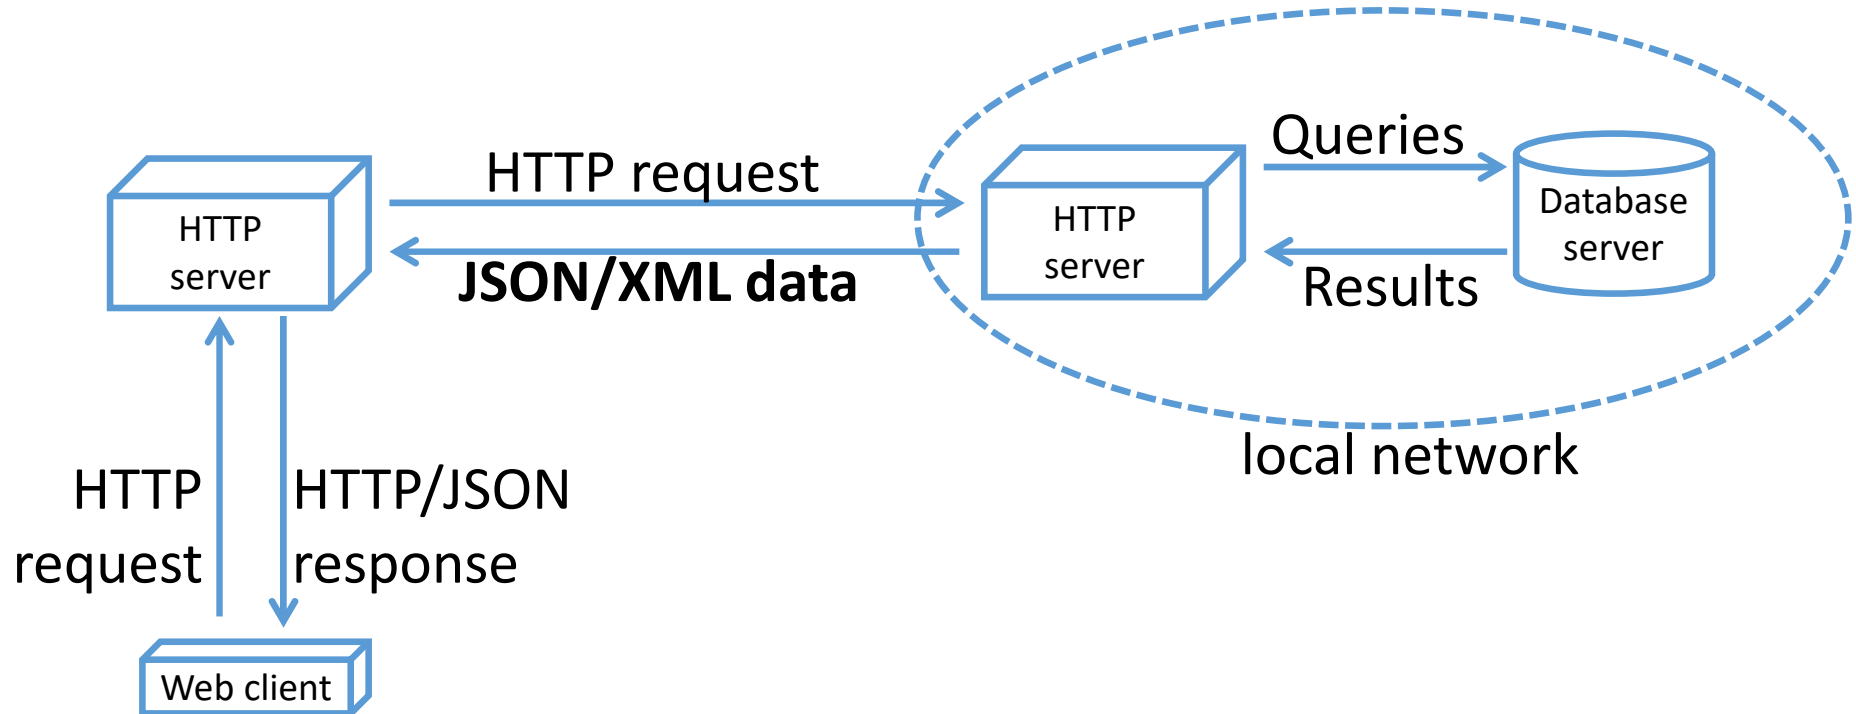 HTTP request
Queries
HTTP
server
HTTP
server
Database
server
JSON/XML data
Results
local network
HTTP
request
HTTP/JSON
response
Web client